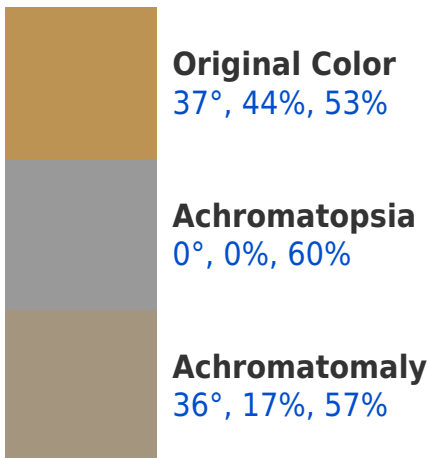 Original Color
37°, 44%, 53%
Achromatopsia
0°, 0%, 60%
Achromatomaly
36°, 17%, 57%